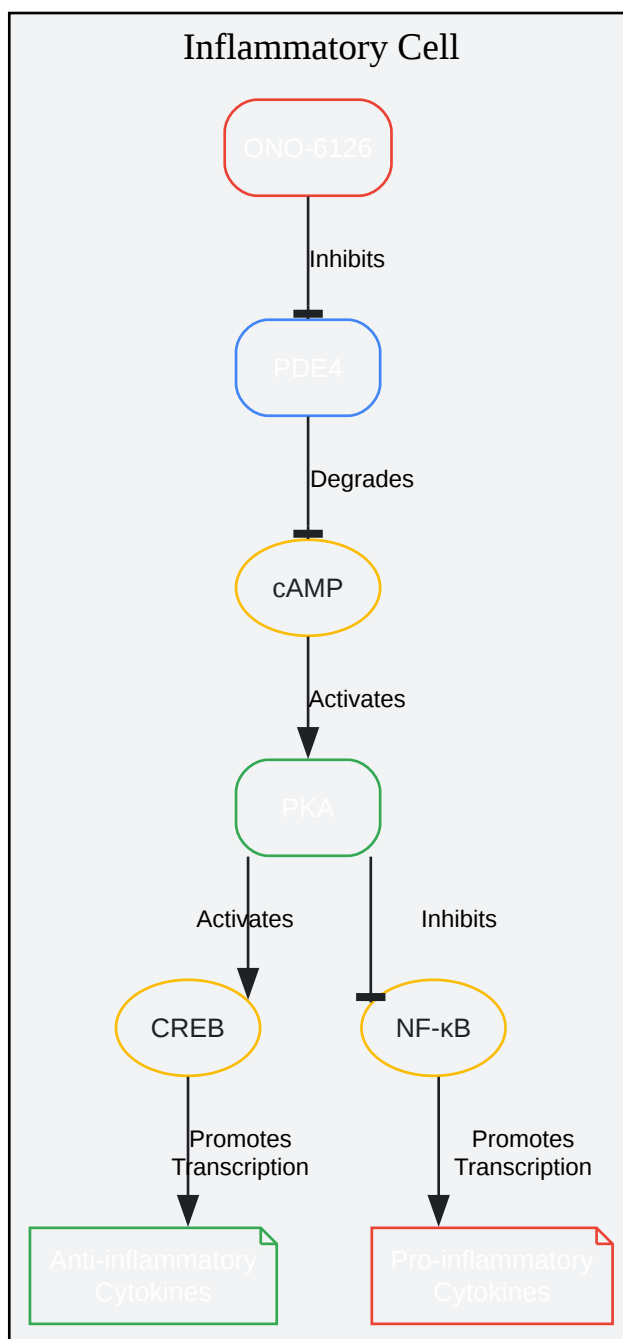 Inflammatory Cell
ONO-6126
Inhibits
PDE4
Degrades
cAMP
Activates
PKA
Activates
Inhibits
CREB
NF-κB
Promotes
Transcription
Promotes
Transcription
Anti-inflammatory
Cytokines
Pro-inflammatory
Cytokines